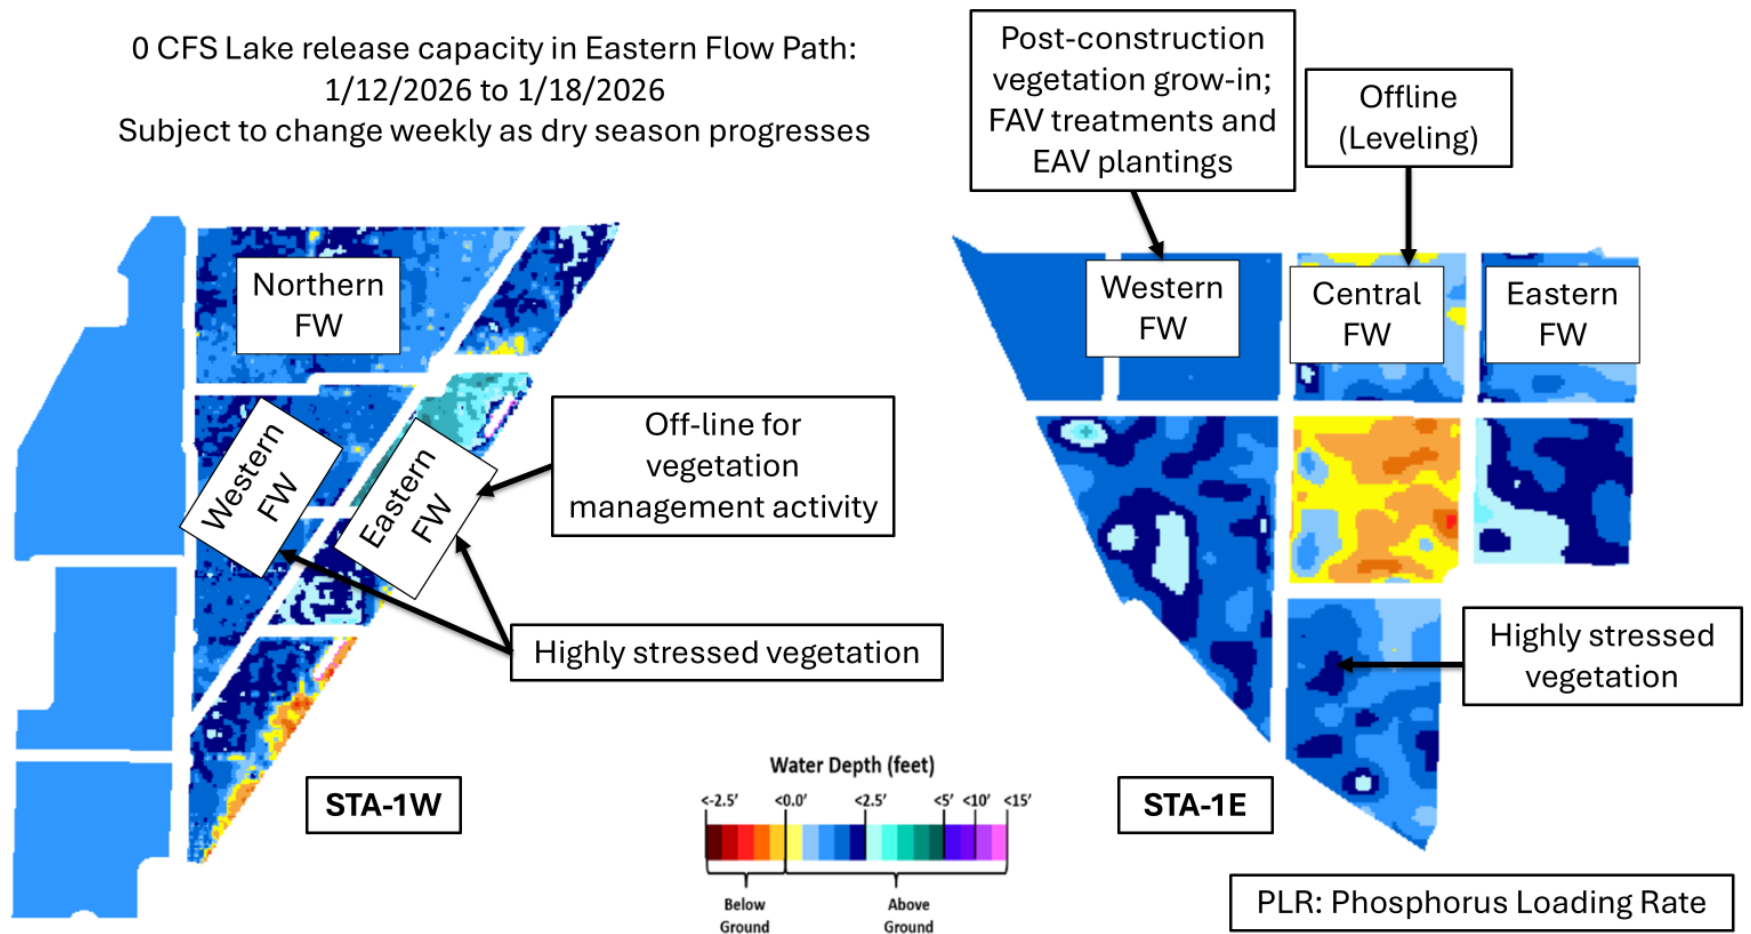 0 CFS Lake release capacity in Eastern Flow Path:
1/12/2026 to 1/18/2026
Subject to change weekly as dry season progresses
Post-construction
vegetation grow-in;
FAV treatments and
EAV plantings
Offline
(Leveling)
Northern
FW
Western
FW
Central
FW
Eastern
FW
Western
FW
Eastern
FW
Off-line for
vegetation
management activity
Highly stressed vegetation
Highly stressed
vegetation
STA-1W
Water Depth (feet)
<-2.5' <0.0' <2.5' <5' <10' <15'
Below
Ground
Above
Ground
STA-1E
PLR: Phosphorus Loading Rate